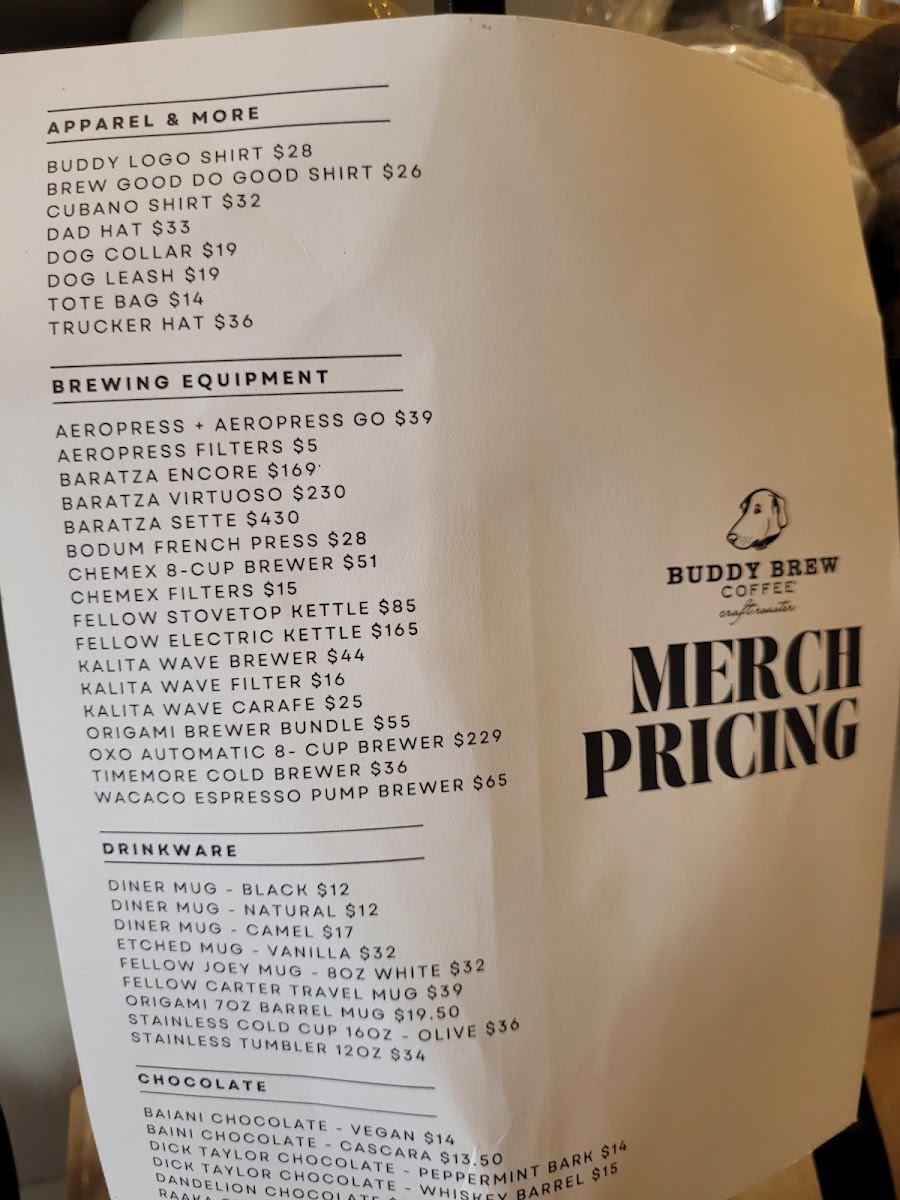 APPAREL & MORE
BUDDY LOGO SHIRT $28
BREW GOOD DO GOOD SHIRT $26
CUBANO SHIRT $32
DAD HAT $33
DOG COLLAR $19
DOG LEASH $19
TOTE BAG $14
TRUCKER HAT $36
BREWING EQUIPMENT
AEROPRESS + AEROPRESS GO $39
AEROPRESS FILTERS $5
BARATZA ENCORE $169
BARATZA VIRTUOSO $230
BARATZA SETTE $430
BODUM FRENCH PRESS $28
CHEMEX 8-CUP BREWER $51
CHEMEX FILTERS $15
FELLOW STOVETOP KETTLE $85
FELLOW ELECTRIC KETTLE $165
KALITA WAVE BREWER $44
KALITA WAVE FILTER $16
KALITA WAVE CARAFE $25
ORIGAMI BREWER BUNDLE $55
OXO AUTOMATIC 8- CUP BREWER $229
TIMEMORE COLD BREWER $36
WACACO ESPRESSO PUMP BREWER $65
DRINKWARE
DINER MUG - BLACK $12
DINER MUG - NATURAL $12
DINER MUG - CAMEL $17
ETCHED MUG - VANILLA $32
FELLOW JOEY MUG - 8OZ WHITE $32
FELLOW CARTER TRAVEL MUG $39
ORIGAMI 7OZ BARREL MUG $19.50
STAINLESS COLD CUP 16OZ - OLIVE $36
STAINLESS TUMBLER 12OZ $34
CHOCOLATE
BAIANI CHOCOLATE - VEGAN $14
BAINI CHOCOLATE - CASCARA $13.50
DICK TAYLOR CHOCOLATE - PEPPERMINT BARK $14
DICK TAYLOR CHOCOLATE - WHISKEY BARREL $15
DANDELION CHOCOLATE
RAAKA
BUDDY BREW
COFFEE
craft roaster
MERCH
PRICING